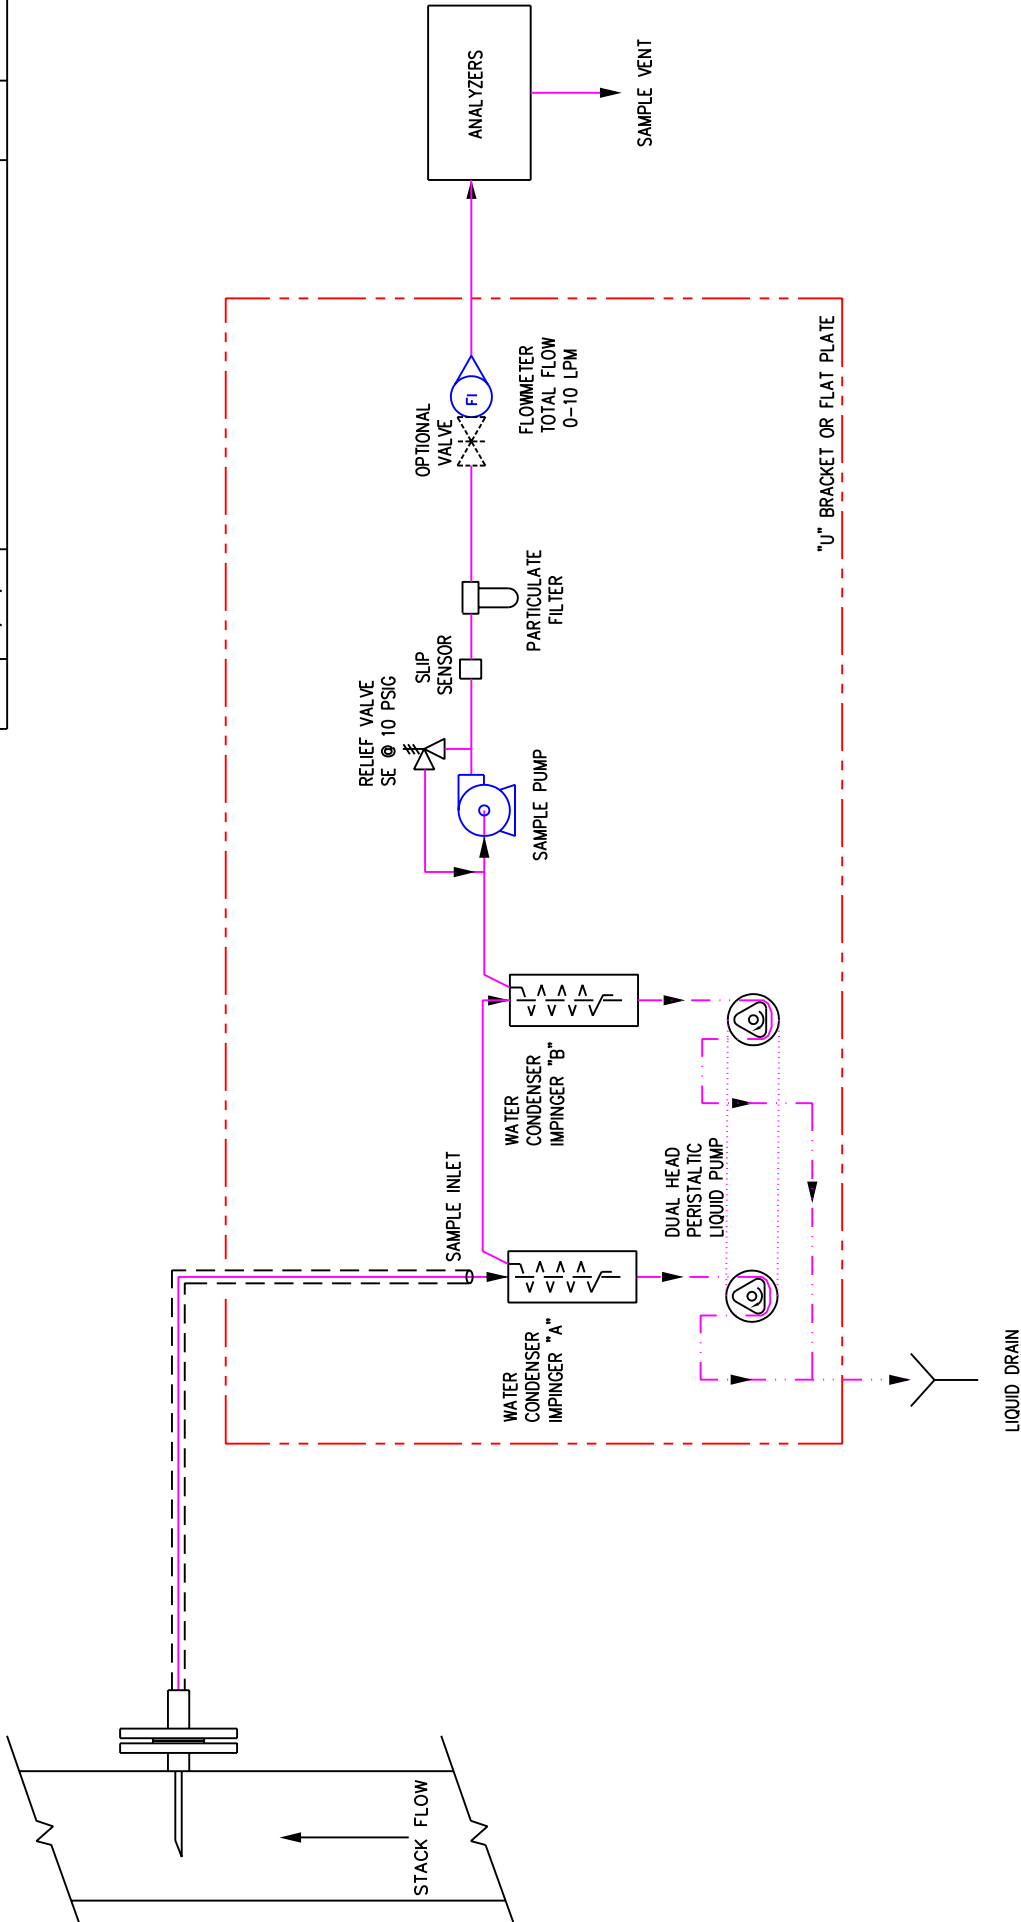 STACK FLOW
SAMPLE INLET
WATER
CONDENSER
IMPINGER "A"
WATER
CONDENSER
IMPINGER "B"
DUAL HEAD
PERISTALTIC
LIQUID PUMP
LIQUID DRAIN
RELIEF VALVE
SE @ 10 PSIG
SAMPLE PUMP
SLIP
SENSOR
PARTICULATE
FILTER
OPTIONAL
VALVE
FI
FLOWMETER
TOTAL FLOW
0-10 LPM
"U" BRACKET OR FLAT PLATE
ANALYZERS
SAMPLE VENT